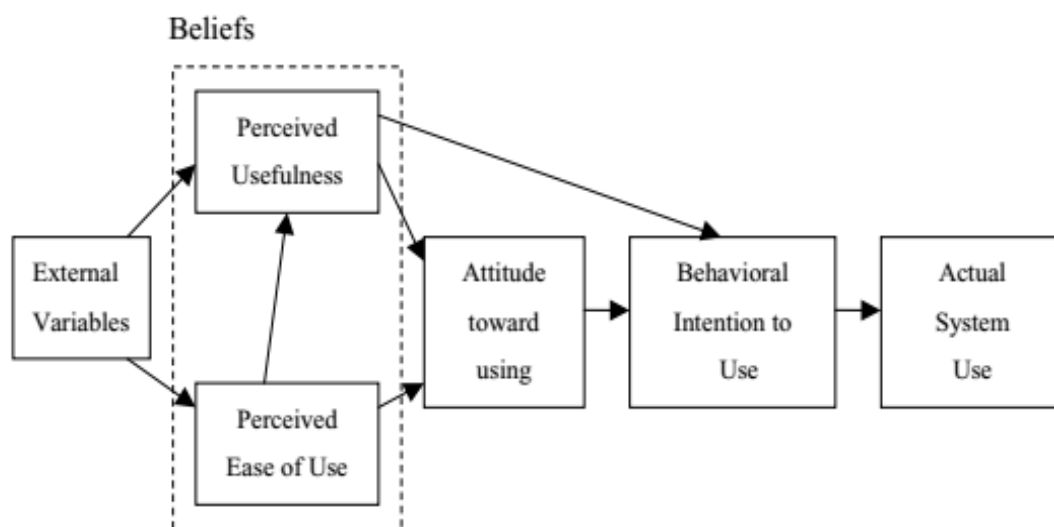 Beliefs
Perceived
Usefulness
External
Variables
Perceived
Ease of Use
Attitude
toward
using
Behavioral
Intention to
Use
Actual
System
Use